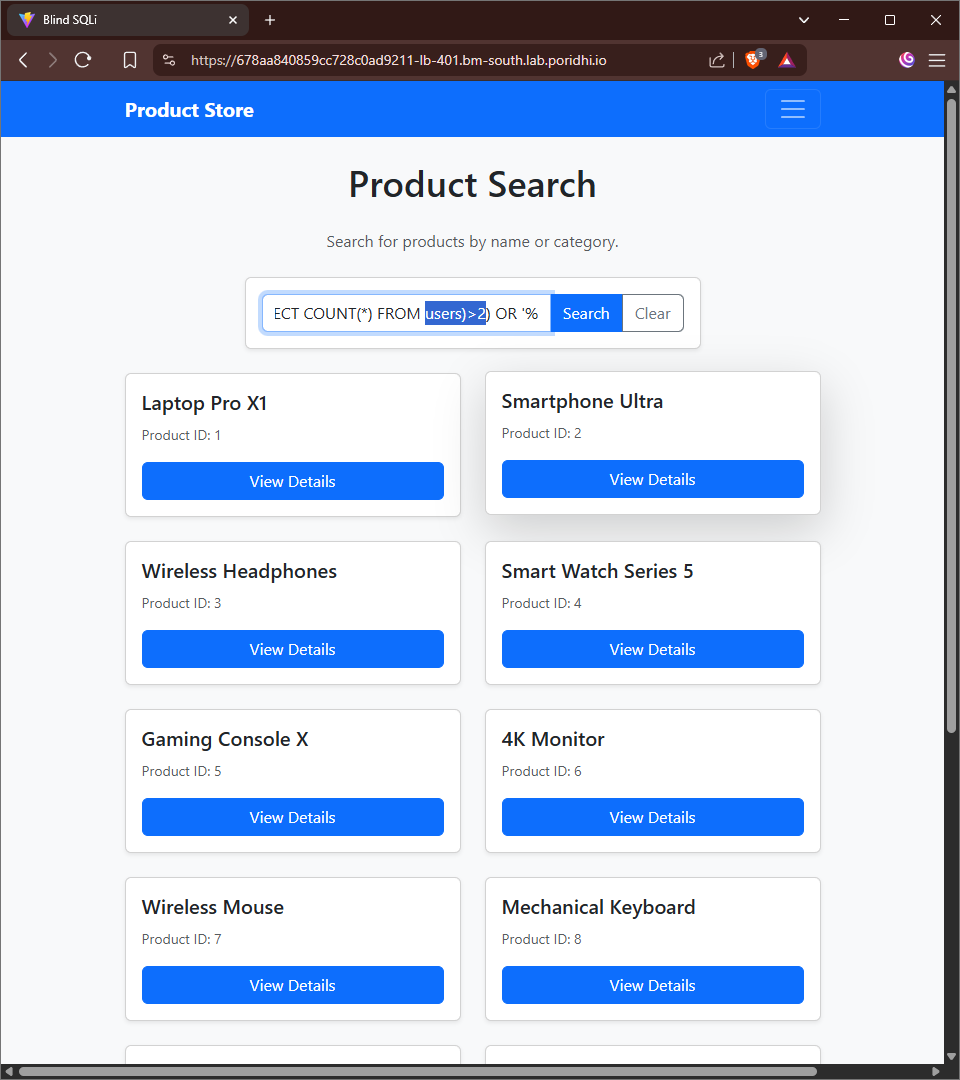 Blind SQLi
https://678aa840859cc728c0ad9211-lb-401.bm-south.lab.poridhi.io
3
Product Store
Product Search
Search for products by name or category.
ECT COUNT(*) FROM users)>2) OR '%
Search
Clear
Laptop Pro X1
Product ID: 1
View Details
Smartphone Ultra
Product ID: 2
View Details
Wireless Headphones
Product ID: 3
View Details
Smart Watch Series 5
Product ID: 4
View Details
Gaming Console X
Product ID: 5
View Details
4K Monitor
Product ID: 6
View Details
Wireless Mouse
Product ID: 7
View Details
Mechanical Keyboard
Product ID: 8
View Details